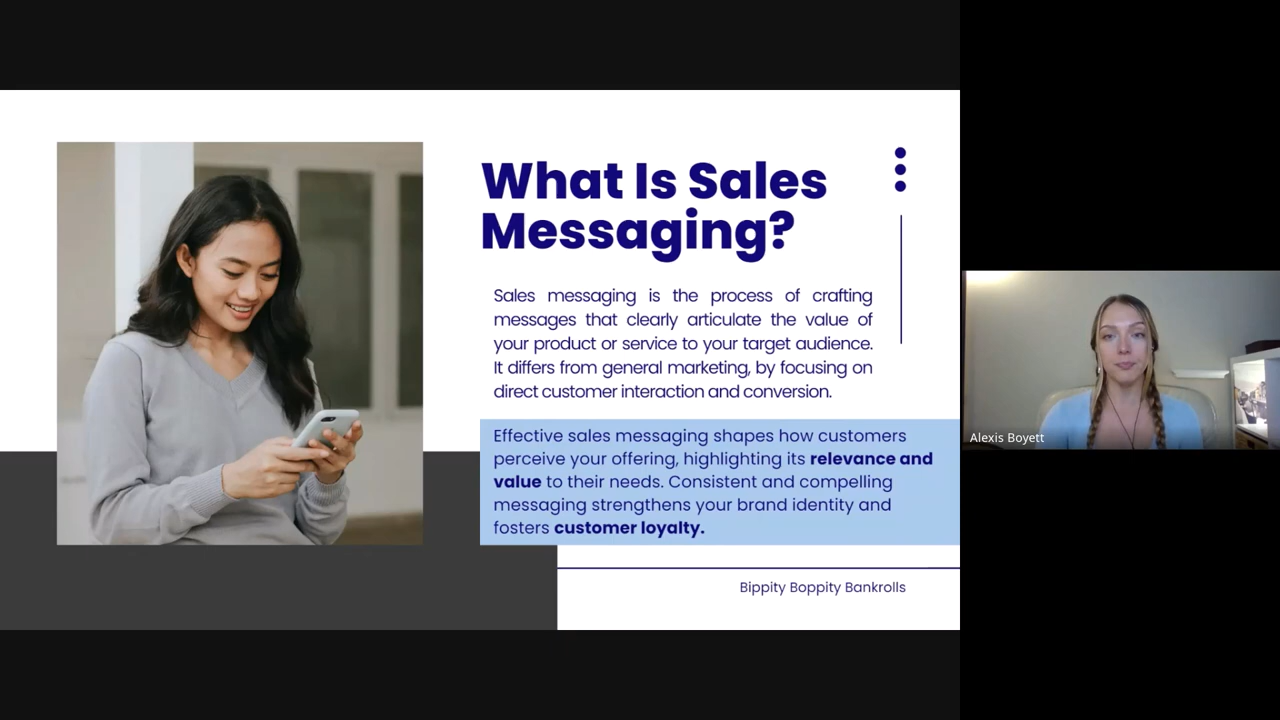 What Is Sales
Messaging?
Sales messaging is the process of crafting
messages that clearly articulate the value of
your product or service to your target audience.
It differs from general marketing, by focusing on
direct customer interaction and conversion.
Effective sales messaging shapes how customers
perceive your offering, highlighting its relevance and
value to their needs. Consistent and compelling
messaging strengthens your brand identity and
fosters customer loyalty.
Bippity Boppity Bankrolls
Alexis Boyett